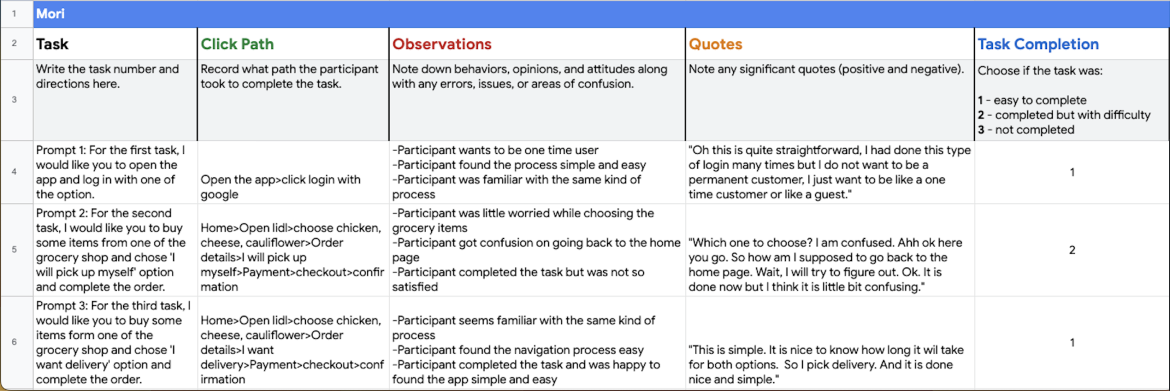 1 Mori
2 Task Click Path Observations Quotes Task Completion
3
Write the task number and
directions here.
Record what path the participant
took to complete the task.
Note down behaviors, opinions, and attitudes along
with any errors, issues, or areas of confusion.
Note any significant quotes (positive and negative).
Choose if the task was:
1 - easy to complete
2 - completed but with difficulty
3 - not completed
4
Prompt 1: For the first task, I
would like you to open the
app and log in with one of
the option.
Open the app>click login with
google
-Participant wants to be one time user
-Participant found the process simple and easy
-Participant was familiar with the same kind of
process
"Oh this is quite straightforward, I had done this type
of login many times but I do not want to be a
permanent customer, I just want to be like a one
time customer or like a guest."
1
5
Prompt 2: For the second
task, I would like you to buy
some items from one of the
grocery shop and chose 'I
will pick up myself' option
and complete the order.
Home>Open lidl>choose chicken,
cheese, cauliflower>Order
details>I will pick up
myself>Payment>checkout>confir
mation
-Participant was little worried while choosing the
grocery items
-Participant got confusion on going back to the home
page
-Participant completed the task but was not so
satisfied
"Which one to choose? I am confused. Ahh ok here
you go. So how am I supposed to go back to the
home page. Wait, I will try to figure out. Ok. It is
done now but I think it is little bit confusing."
2
6
Prompt 3: For the third task, I
would like you to buy some
items form one of the
grocery shop and chose 'I
want delivery' option and
complete the order.
Home>Open lidl>choose chicken,
cheese, cauliflower>Order
details>I want
delivery>Payment>checkout>conf
irmation
-Participant seems familiar with the same kind of
process
-Participant found the navigation process easy
-Participant completed the task and was happy to
found the app simple and easy
"This is simple. It is nice to know how long it wil take
for both options.  So I pick delivery. And it is done
nice and simple."
1